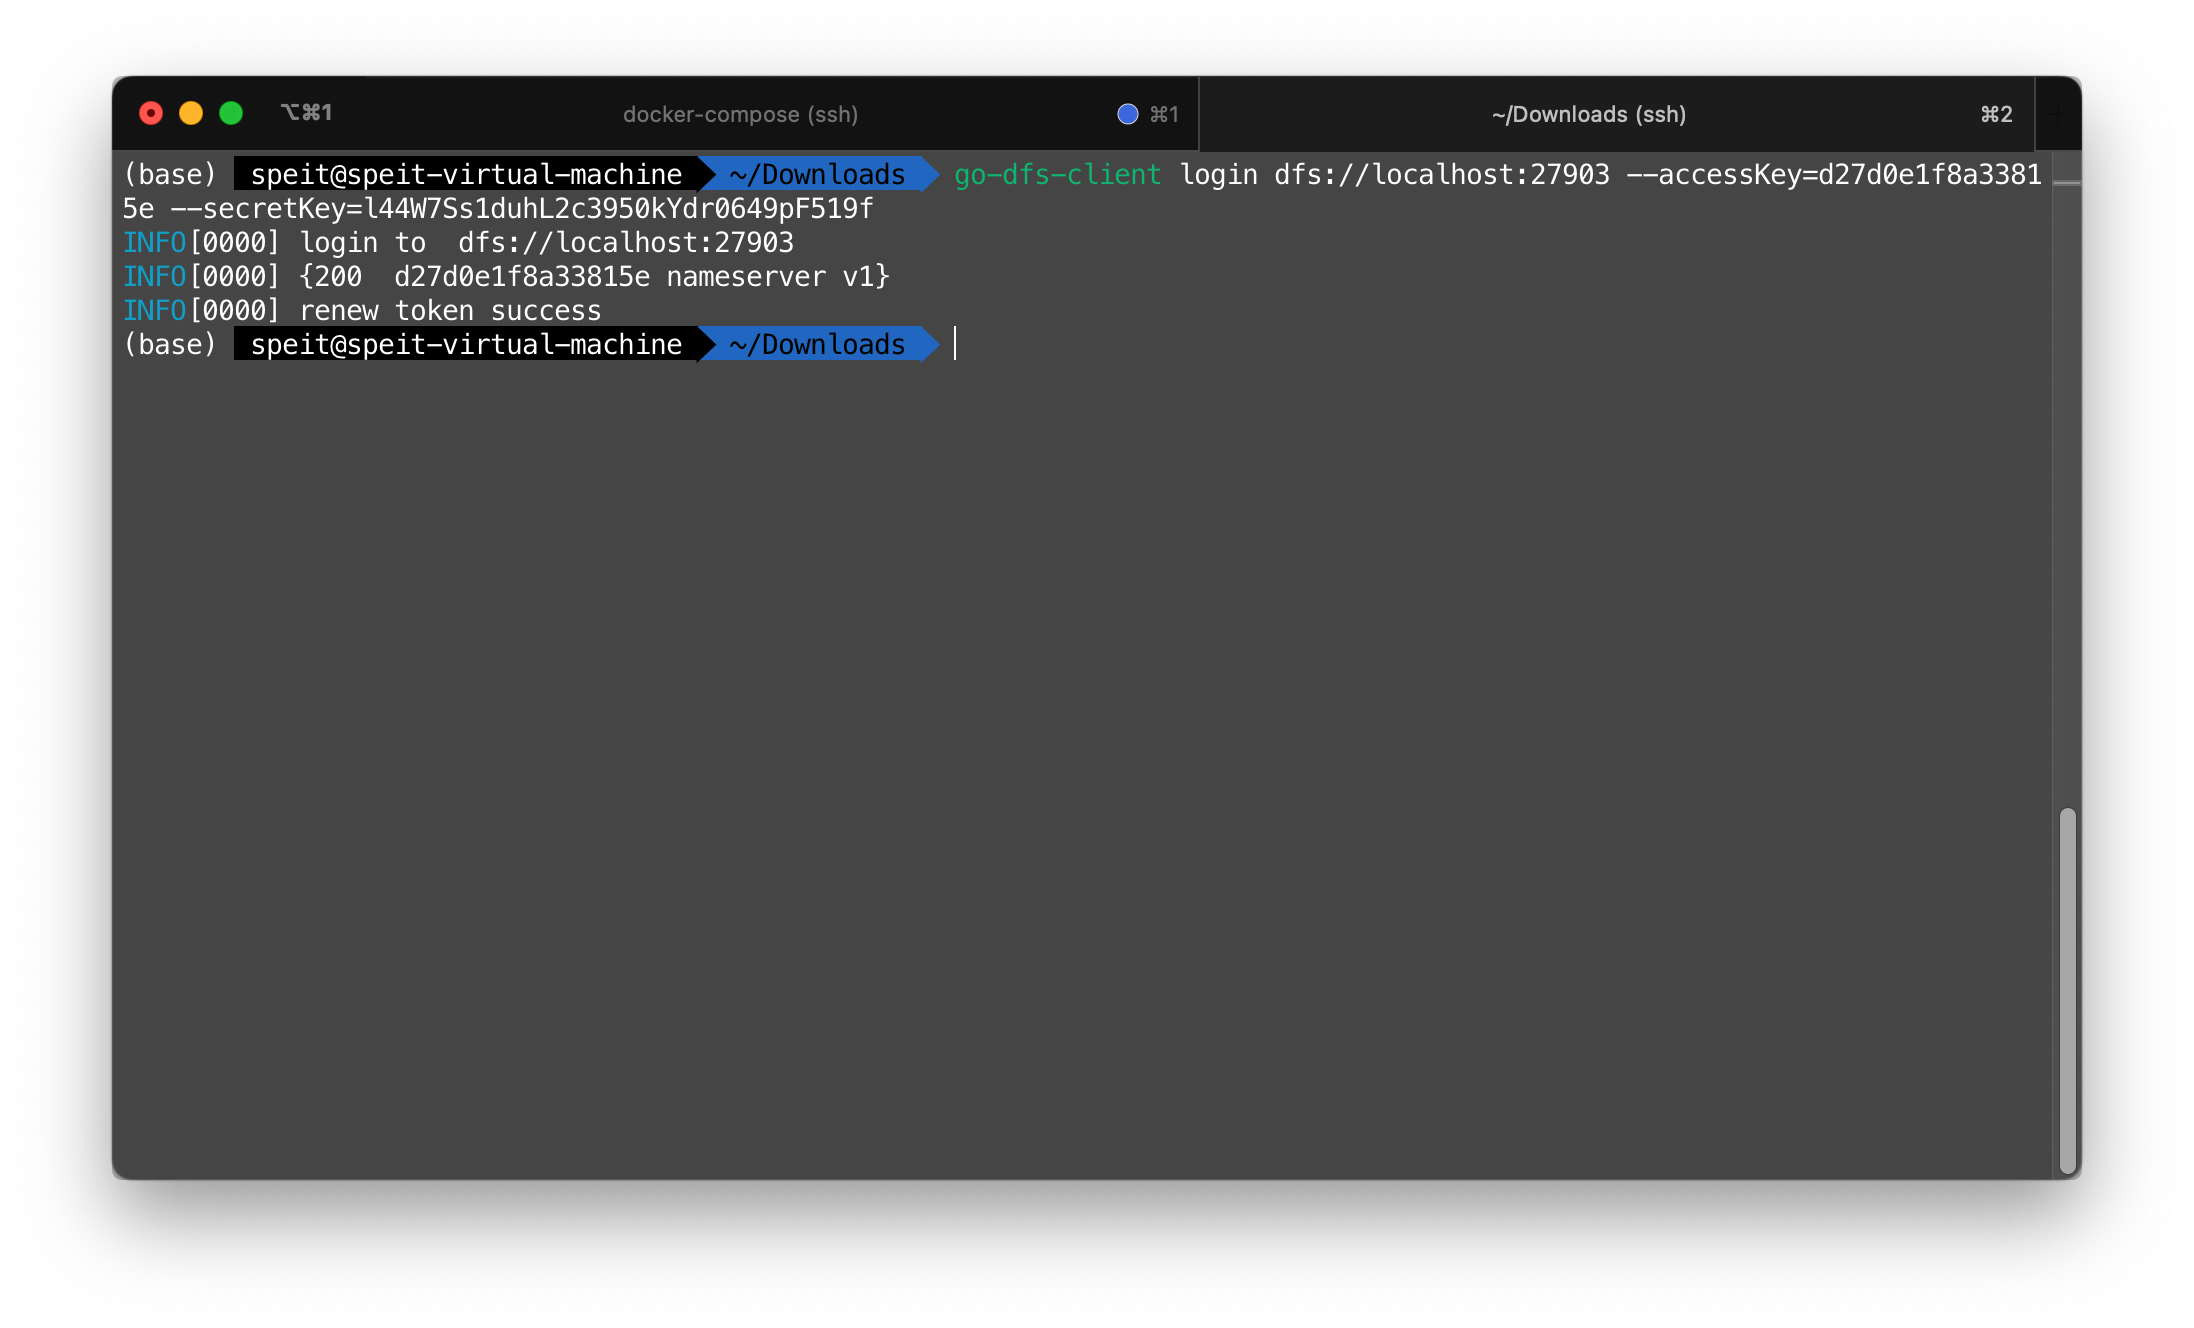 ⌥⌘1 docker-compose (ssh) ⌘1 ~/Downloads (ssh) ⌘2
(base) speit@speit-virtual-machine ~/Downloads go-dfs-client login dfs://localhost:27903 --accessKey=d27d0e1f8a3381
5e --secretKey=l44W7Ss1duhL2c3950kYdr0649pF519f
INFO[0000] login to  dfs://localhost:27903
INFO[0000] {200  d27d0e1f8a33815e nameserver v1}
INFO[0000] renew token success
(base) speit@speit-virtual-machine ~/Downloads